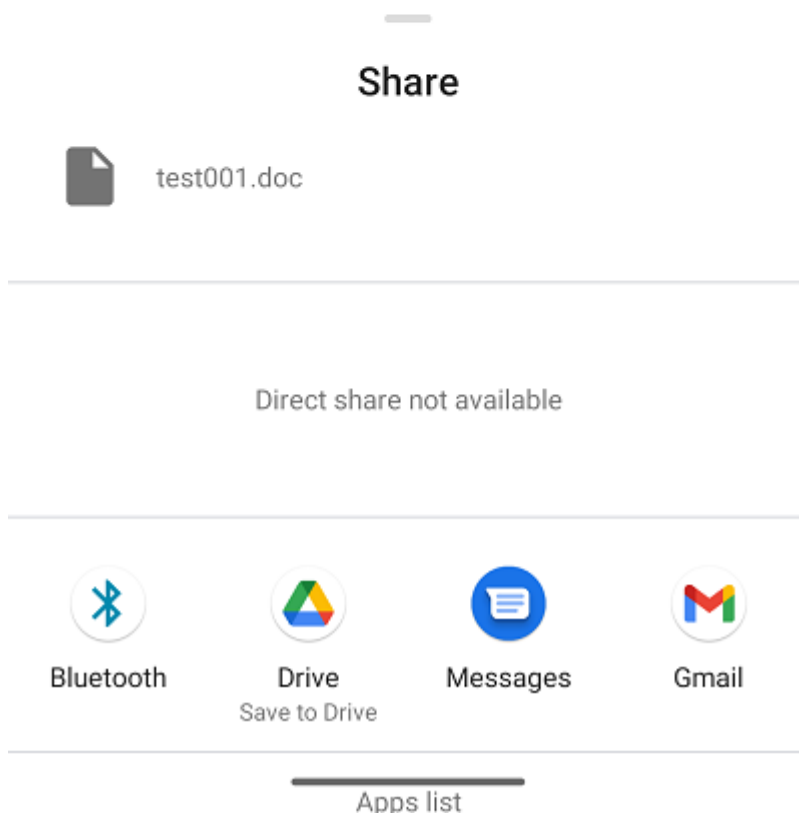 Share
test001.doc
Direct share not available
Bluetooth
Drive
Save to Drive
Messages
Gmail
Apps list